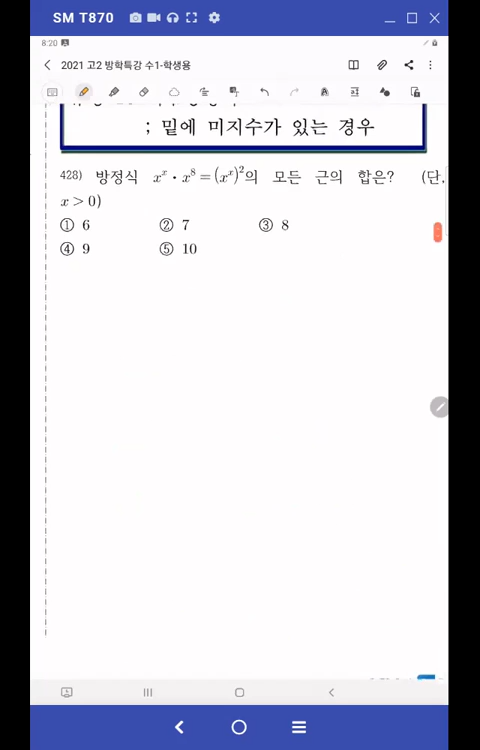 SM T870
8:20
2021 고2 방학특강 수1-학생용
; 밑에 미지수가 있는 경우
428) 방정식 $x^x \cdot x^8 = (x^x)^2$의 모든 근의 합은? (단,
$x > 0$)
① 6 ② 7 ③ 8
④ 9 ⑤ 10